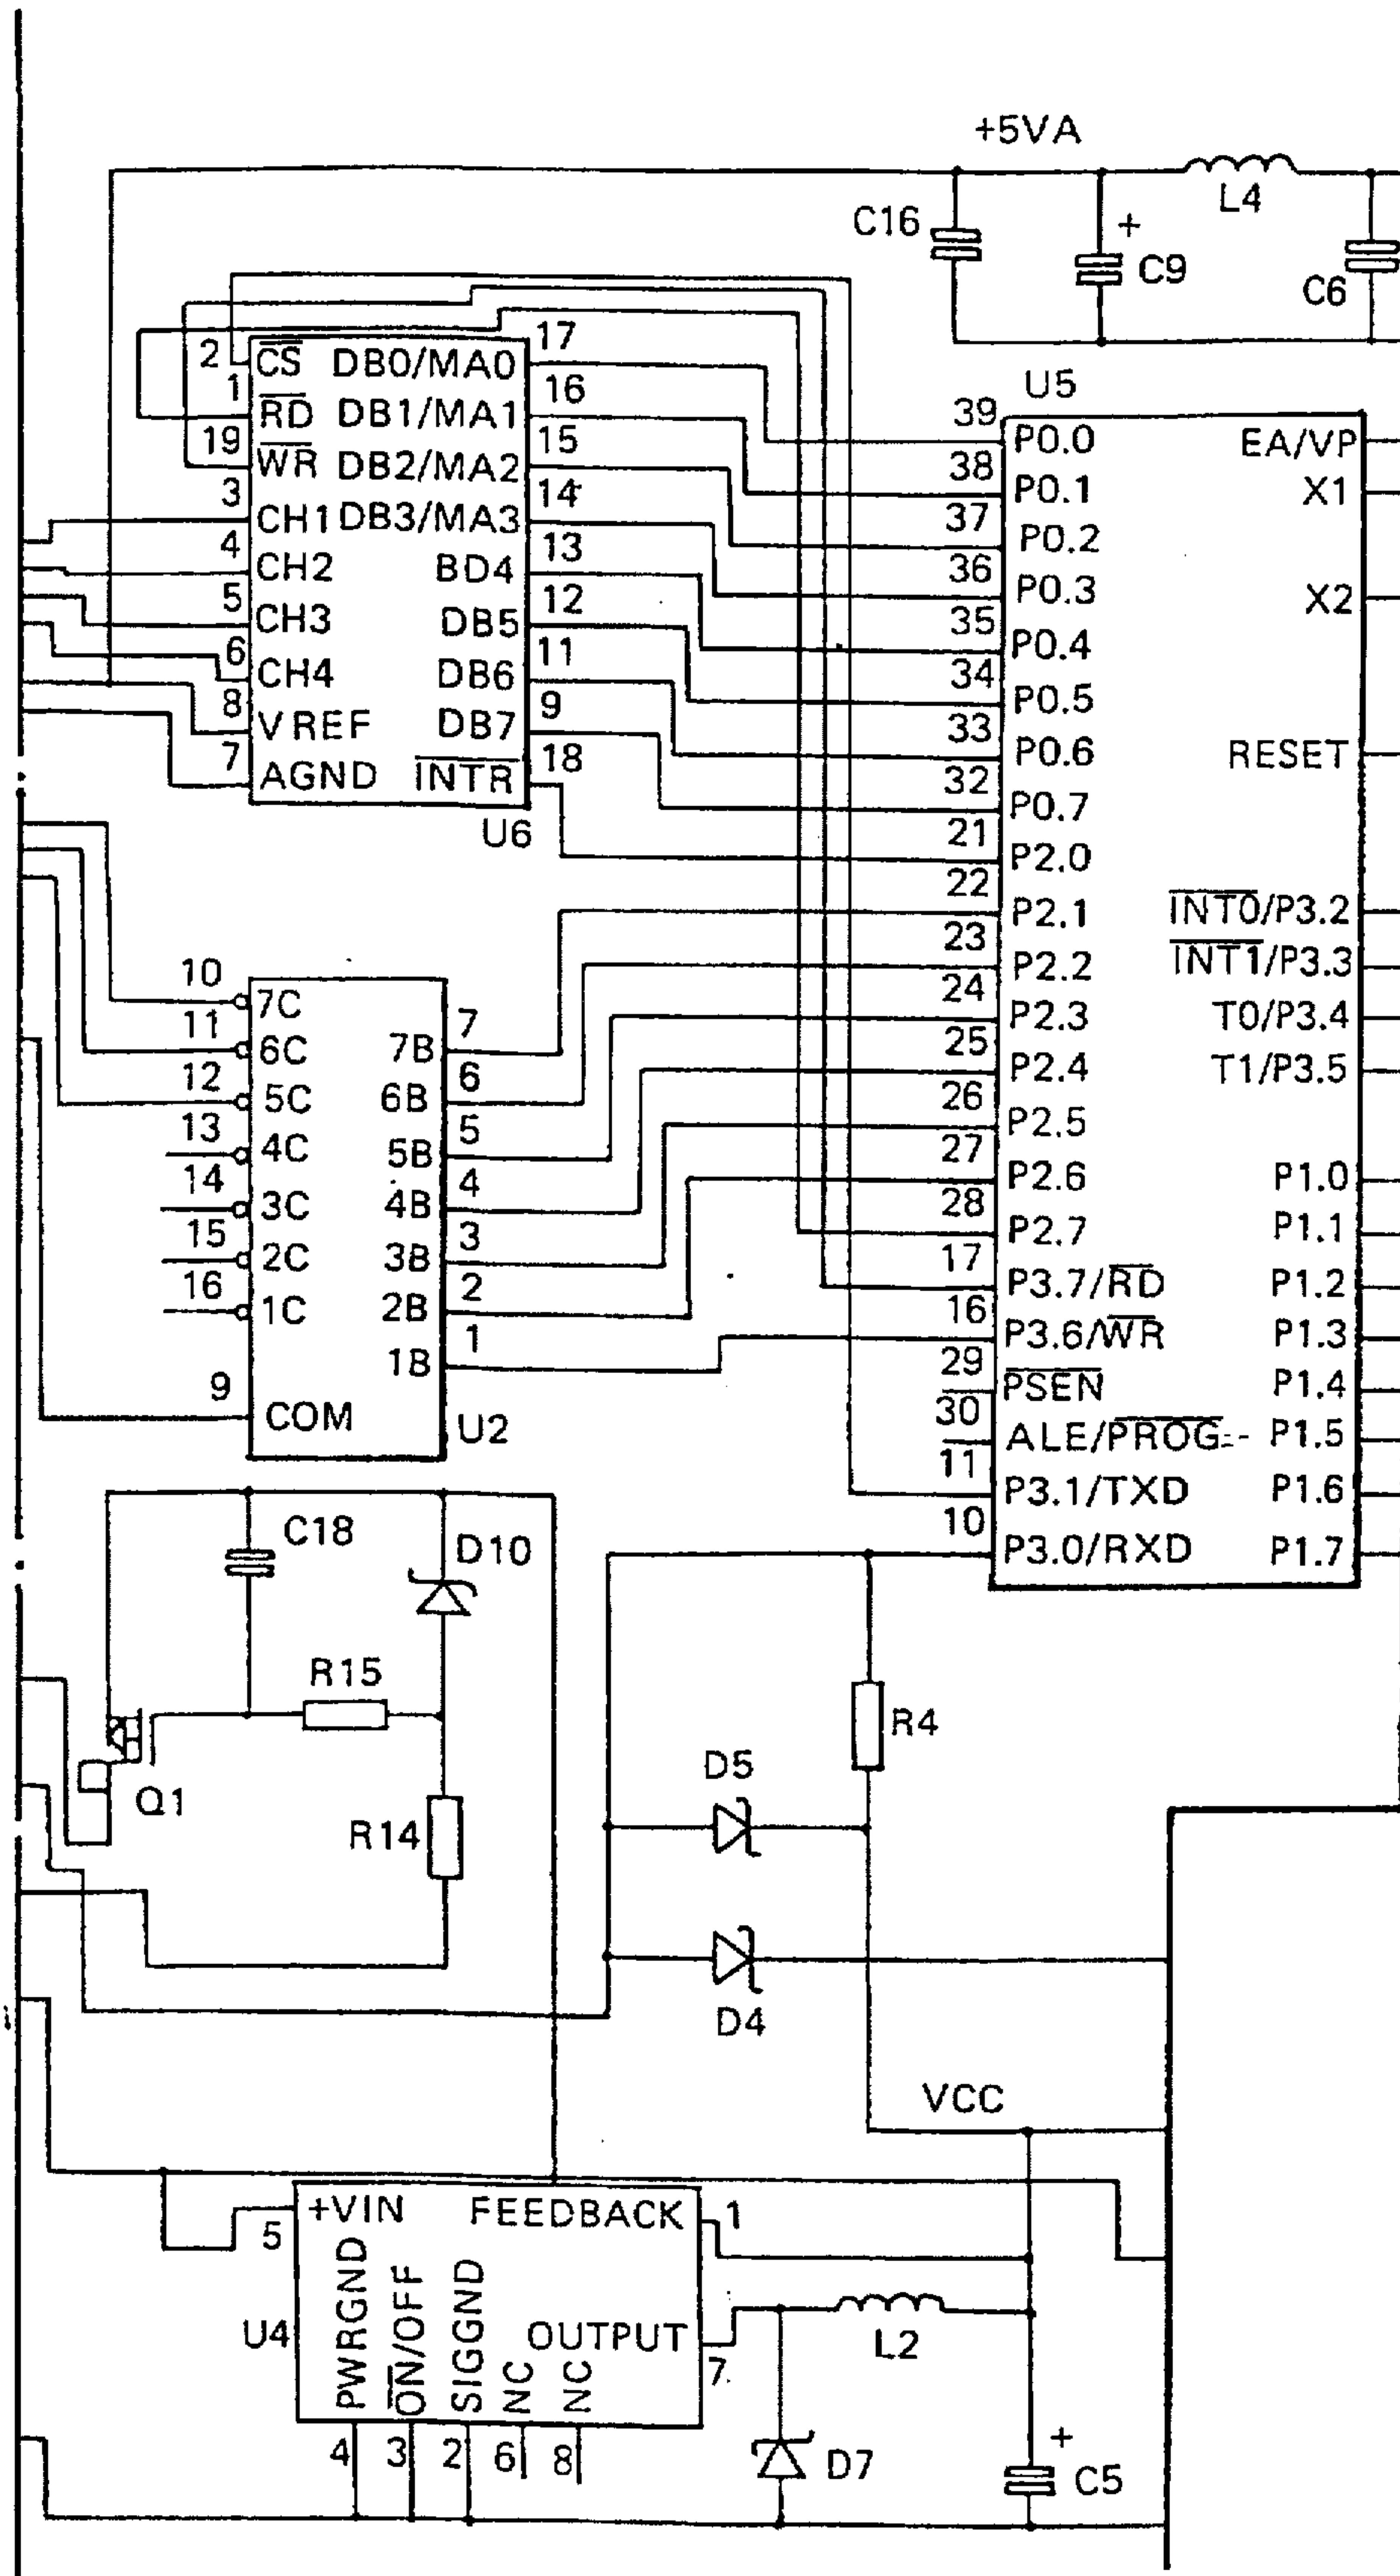 +5VA
L4
C16
+
C9
C6
U5
2 CS DB0/MA0 17
1 RD DB1/MA1 16
19 WR DB2/MA2 15
3 CH1 DB3/MA3 14
4 CH2 BD4 13
5 CH3 DB5 12
6 CH4 DB6 11
8 VREF DB7 9
7 AGND INTR 18
U6
39 P0.0 EA/VP
38 P0.1 X1
37 P0.2
36 P0.3 X2
35 P0.4
34 P0.5
33 P0.6 RESET
32 P0.7
21 P2.0
22 P2.1 INT0/P3.2
23 P2.2 INT1/P3.3
24 P2.3 T0/P3.4
25 P2.4 T1/P3.5
26 P2.5
27 P2.6 P1.0
28 P2.7 P1.1
17 P3.7/RD P1.2
16 P3.6/WR P1.3
29 PSEN P1.4
30 ALE/PROG P1.5
11 P3.1/TXD P1.6
10 P3.0/RXD P1.7
10 7C
11 6C 7B 7
12 5C 6B 6
13 4C 5B 5
14 3C 4B 4
15 2C 3B 3
16 1C 2B 2
1B 1
9 COM
U2
C18
D10
R15
R4
Q1
D5
R14
D4
VCC
5 +VIN FEEDBACK 1
U4
PWRGND
ON/OFF
SIGGND
NC
NC
OUTPUT 7
L2
4 3 2 6 8
D7
+
C5